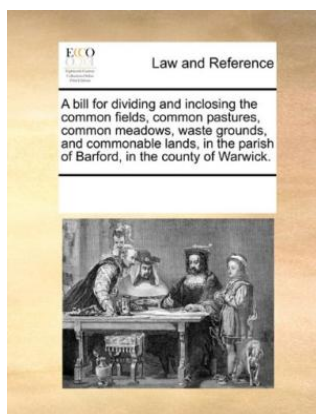 ECCO
Law and Reference
A bill for dividing and inclosing the
common fields, common pastures,
common meadows, waste grounds,
and commonable lands, in the parish
of Barford, in the county of Warwick.